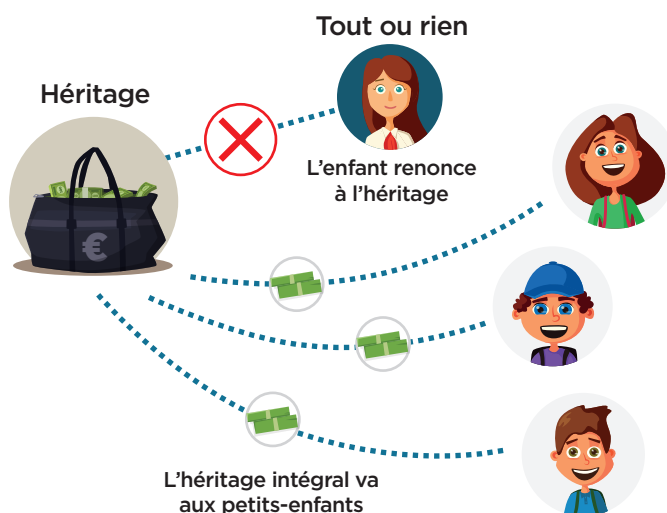 Tout ou rien
Héritage
€
L'enfant renonce
à l'héritage
L'héritage intégral va
aux petits-enfants